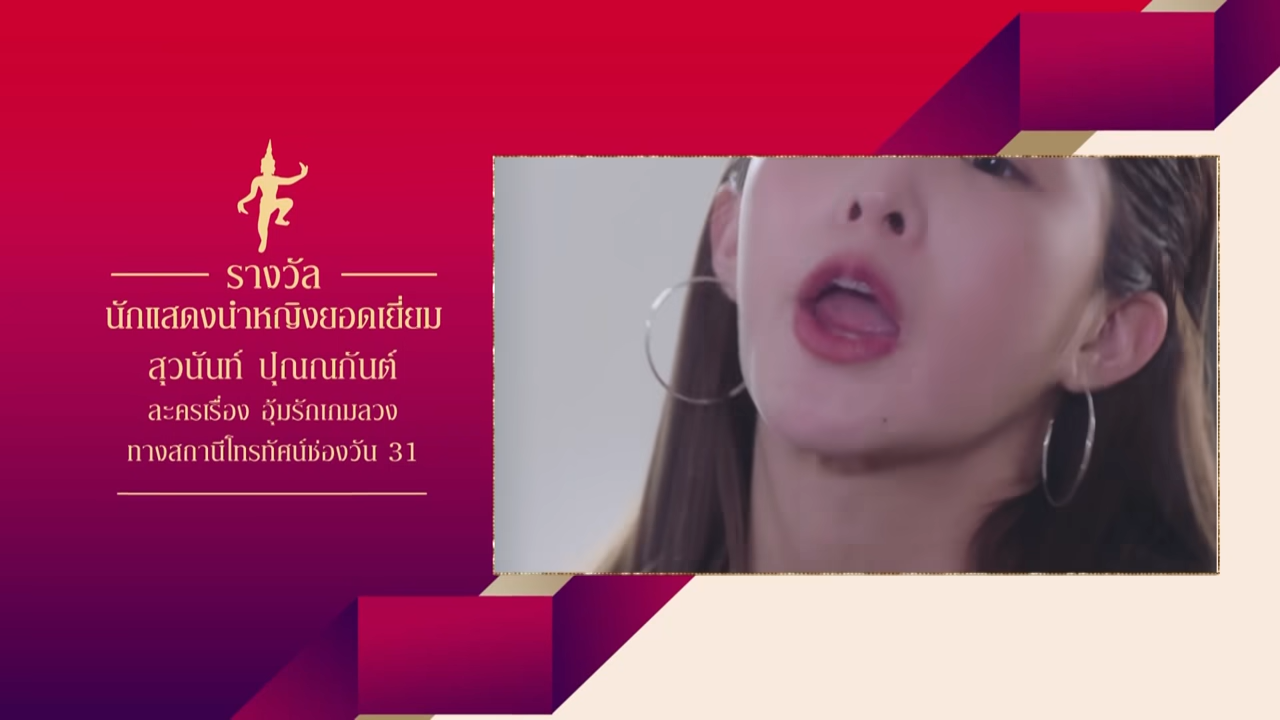 รางวัล
นักแสดงนำหญิงยอดเยี่ยม
สุวนันท์ ปุณณกันต์
ละครเรื่อง อุ้มรักเกมลวง
ทางสถานีโทรทัศน์ช่องวัน 31